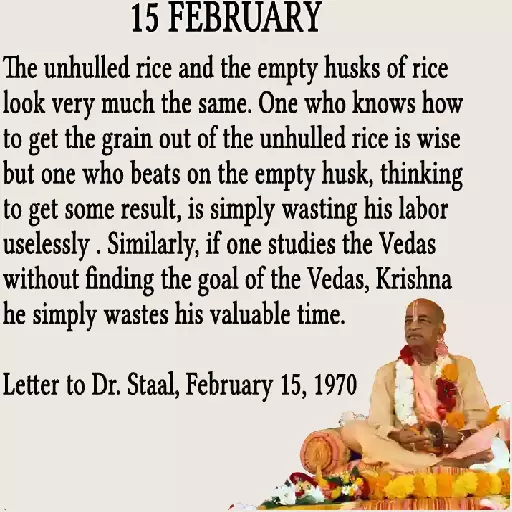 15 FEBRUARY
The unhulled rice and the empty husks of rice
look very much the same. One who knows how
to get the grain out of the unhulled rice is wise
but one who beats on the empty husk, thinking
to get some result, is simply wasting his labor
uselessly . Similarly, if one studies the Vedas
without finding the goal of the Vedas, Krishna
he simply wastes his valuable time.
Letter to Dr. Staal, February 15, 1970